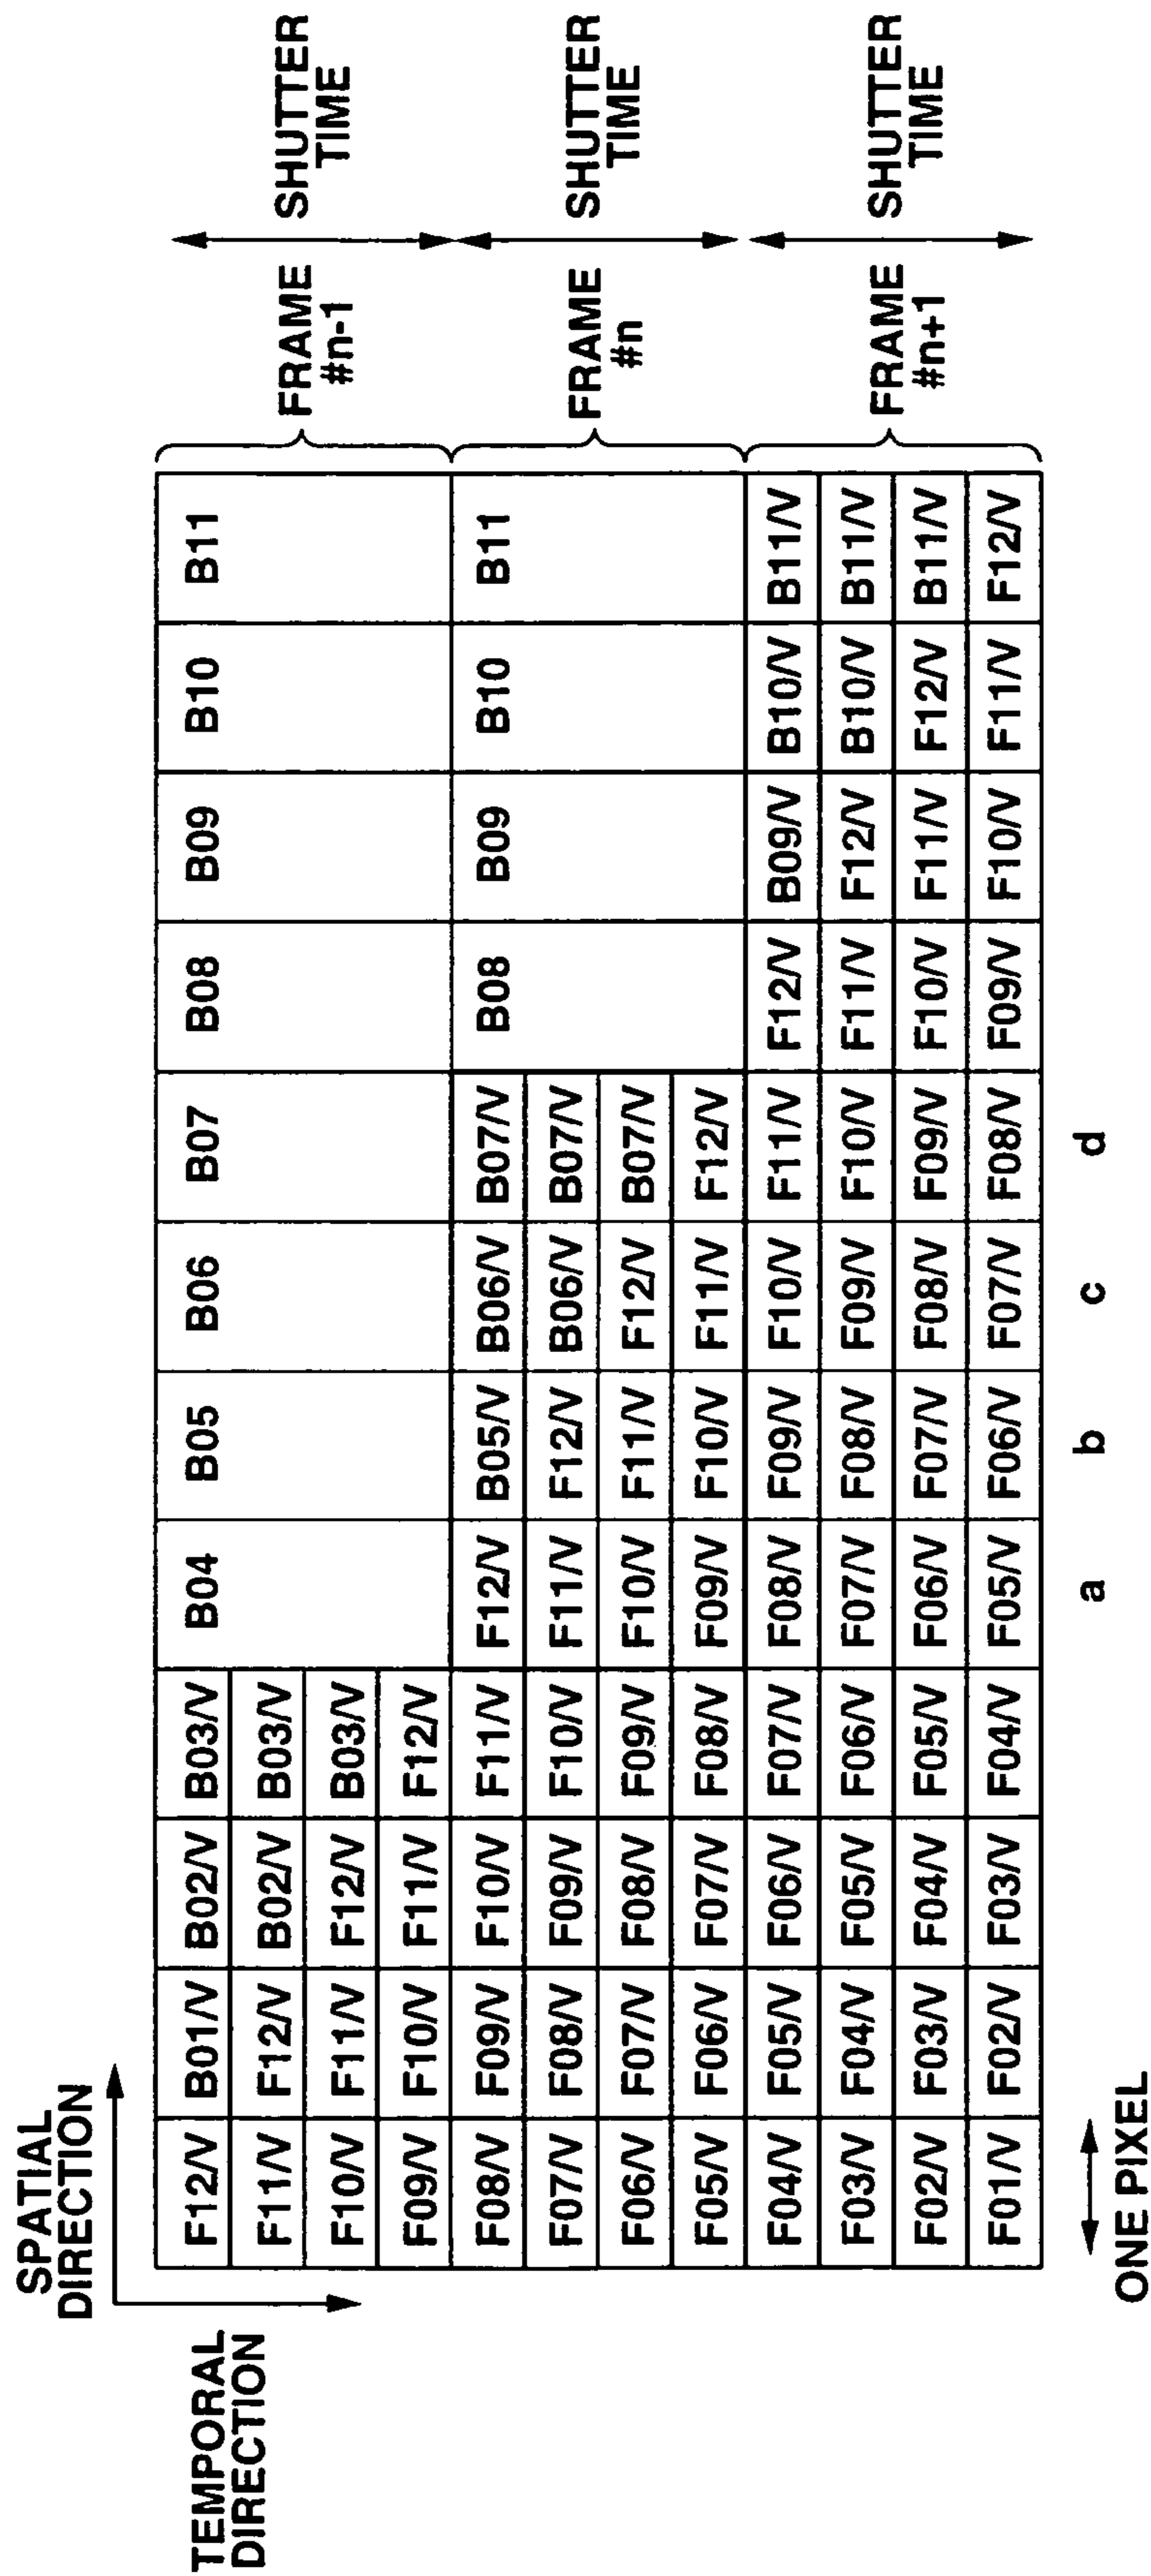 SPATIAL
DIRECTION
TEMPORAL
DIRECTION
F12/V B01/V B02/V B03/V B04 B05 B06 B07 B08 B09 B10 B11
F11/V F12/V B02/V B03/V
F10/V F11/V F12/V B03/V
F09/V F10/V F11/V F12/V
FRAME
#n-1
SHUTTER
TIME
F08/V F09/V F10/V F11/V F12/V B05/V B06/V B07/V B08 B09 B10 B11
F07/V F08/V F09/V F10/V F11/V F12/V B06/V B07/V
F06/V F07/V F08/V F09/V F10/V F11/V F12/V B07/V
F05/V F06/V F07/V F08/V F09/V F10/V F11/V F12/V
FRAME
#n
SHUTTER
TIME
F04/V F05/V F06/V F07/V F08/V F09/V F10/V F11/V F12/V B09/V B10/V B11/V
F03/V F04/V F05/V F06/V F07/V F08/V F09/V F10/V F11/V F12/V B10/V B11/V
F02/V F03/V F04/V F05/V F06/V F07/V F08/V F09/V F10/V F11/V F12/V B11/V
F01/V F02/V F03/V F04/V F05/V F06/V F07/V F08/V F09/V F10/V F11/V F12/V
FRAME
#n+1
SHUTTER
TIME
a b c d
ONE PIXEL